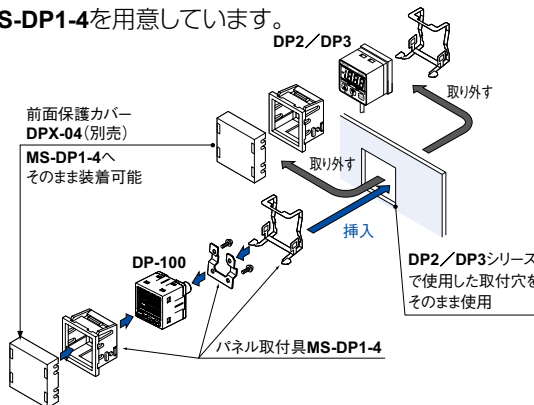 S-DP1-4を用意しています。
DP2／DP3
取り外す
前面保護カバー
DPX-04（別売）
MS-DP1-4へ
そのまま装着可能
取り外す
挿入
DP-100
DP2／DP3シリーズ
で使用した取付穴を
そのまま使用
パネル取付具MS-DP1-4